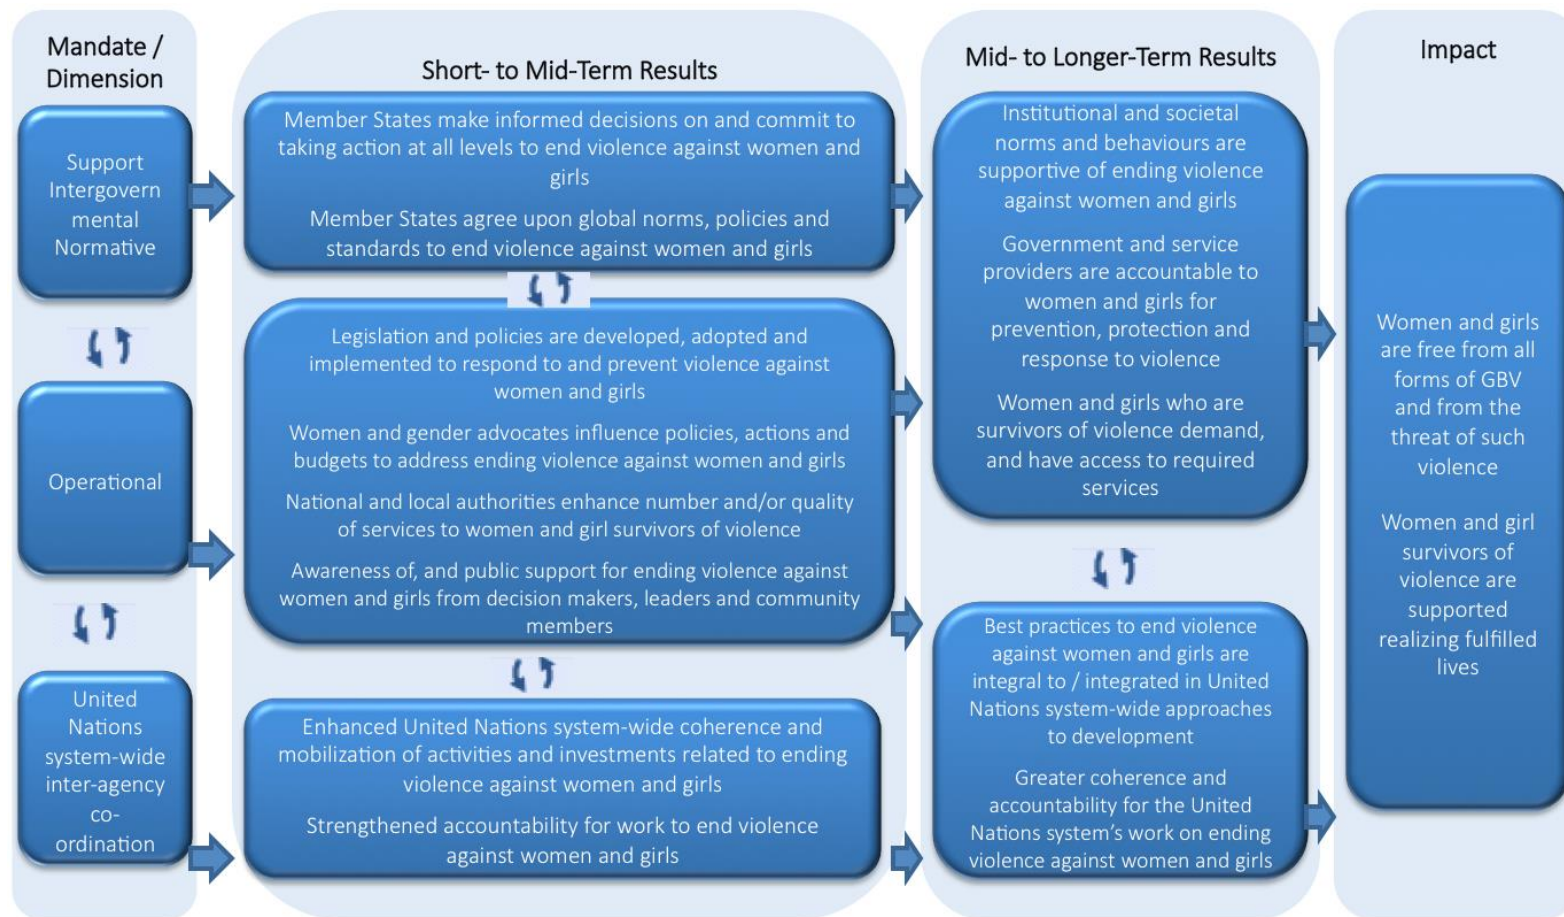 Mandate /
Dimension
Support
Intergovern
mental
Normative
Operational
United
Nations
system-wide
inter-agency
co-
ordination
Short- to Mid-Term Results
Member States make informed decisions on and commit to
taking action at all levels to end violence against women and
girls
Member States agree upon global norms, policies and
standards to end violence against women and girls
Legislation and policies are developed, adopted and
implemented to respond to and prevent violence against
women and girls
Women and gender advocates influence policies, actions and
budgets to address ending violence against women and girls
National and local authorities enhance number and/or quality
of services to women and girl survivors of violence
Awareness of, and public support for ending violence against
women and girls from decision makers, leaders and community
members
Enhanced United Nations system-wide coherence and
mobilization of activities and investments related to ending
violence against women and girls
Strengthened accountability for work to end violence
against women and girls
Mid- to Longer-Term Results
Institutional and societal
norms and behaviours are
supportive of ending violence
against women and girls
Government and service
providers are accountable to
women and girls for
prevention, protection and
response to violence
Women and girls who are
survivors of violence demand,
and have access to required
services
Best practices to end violence
against women and girls are
integral to / integrated in United
Nations system-wide approaches
to development
Greater coherence and
accountability for the United
Nations system's work on ending
violence against women and girls
Impact
Women and girls
are free from all
forms of GBV
and from the
threat of such
violence
Women and girl
survivors of
violence are
supported
realizing fulfilled
lives